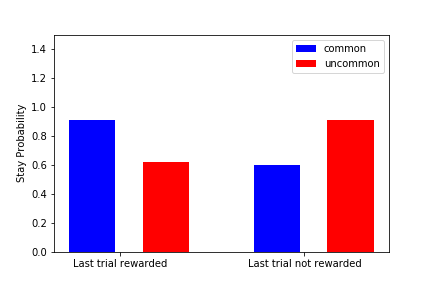 1.4
1.2
1.0
0.8
0.6
0.4
0.2
0.0
Stay Probability
common
uncommon
Last trial rewarded
Last trial not rewarded